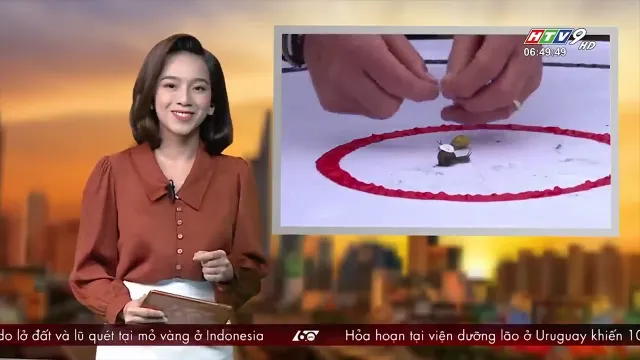 HTV9 HD
06:49:49
do lở đất và lũ quét tại mỏ vàng ở Indonesia
60
Hỏa hoạn tại viện dưỡng lão ở Uruguay khiến 10